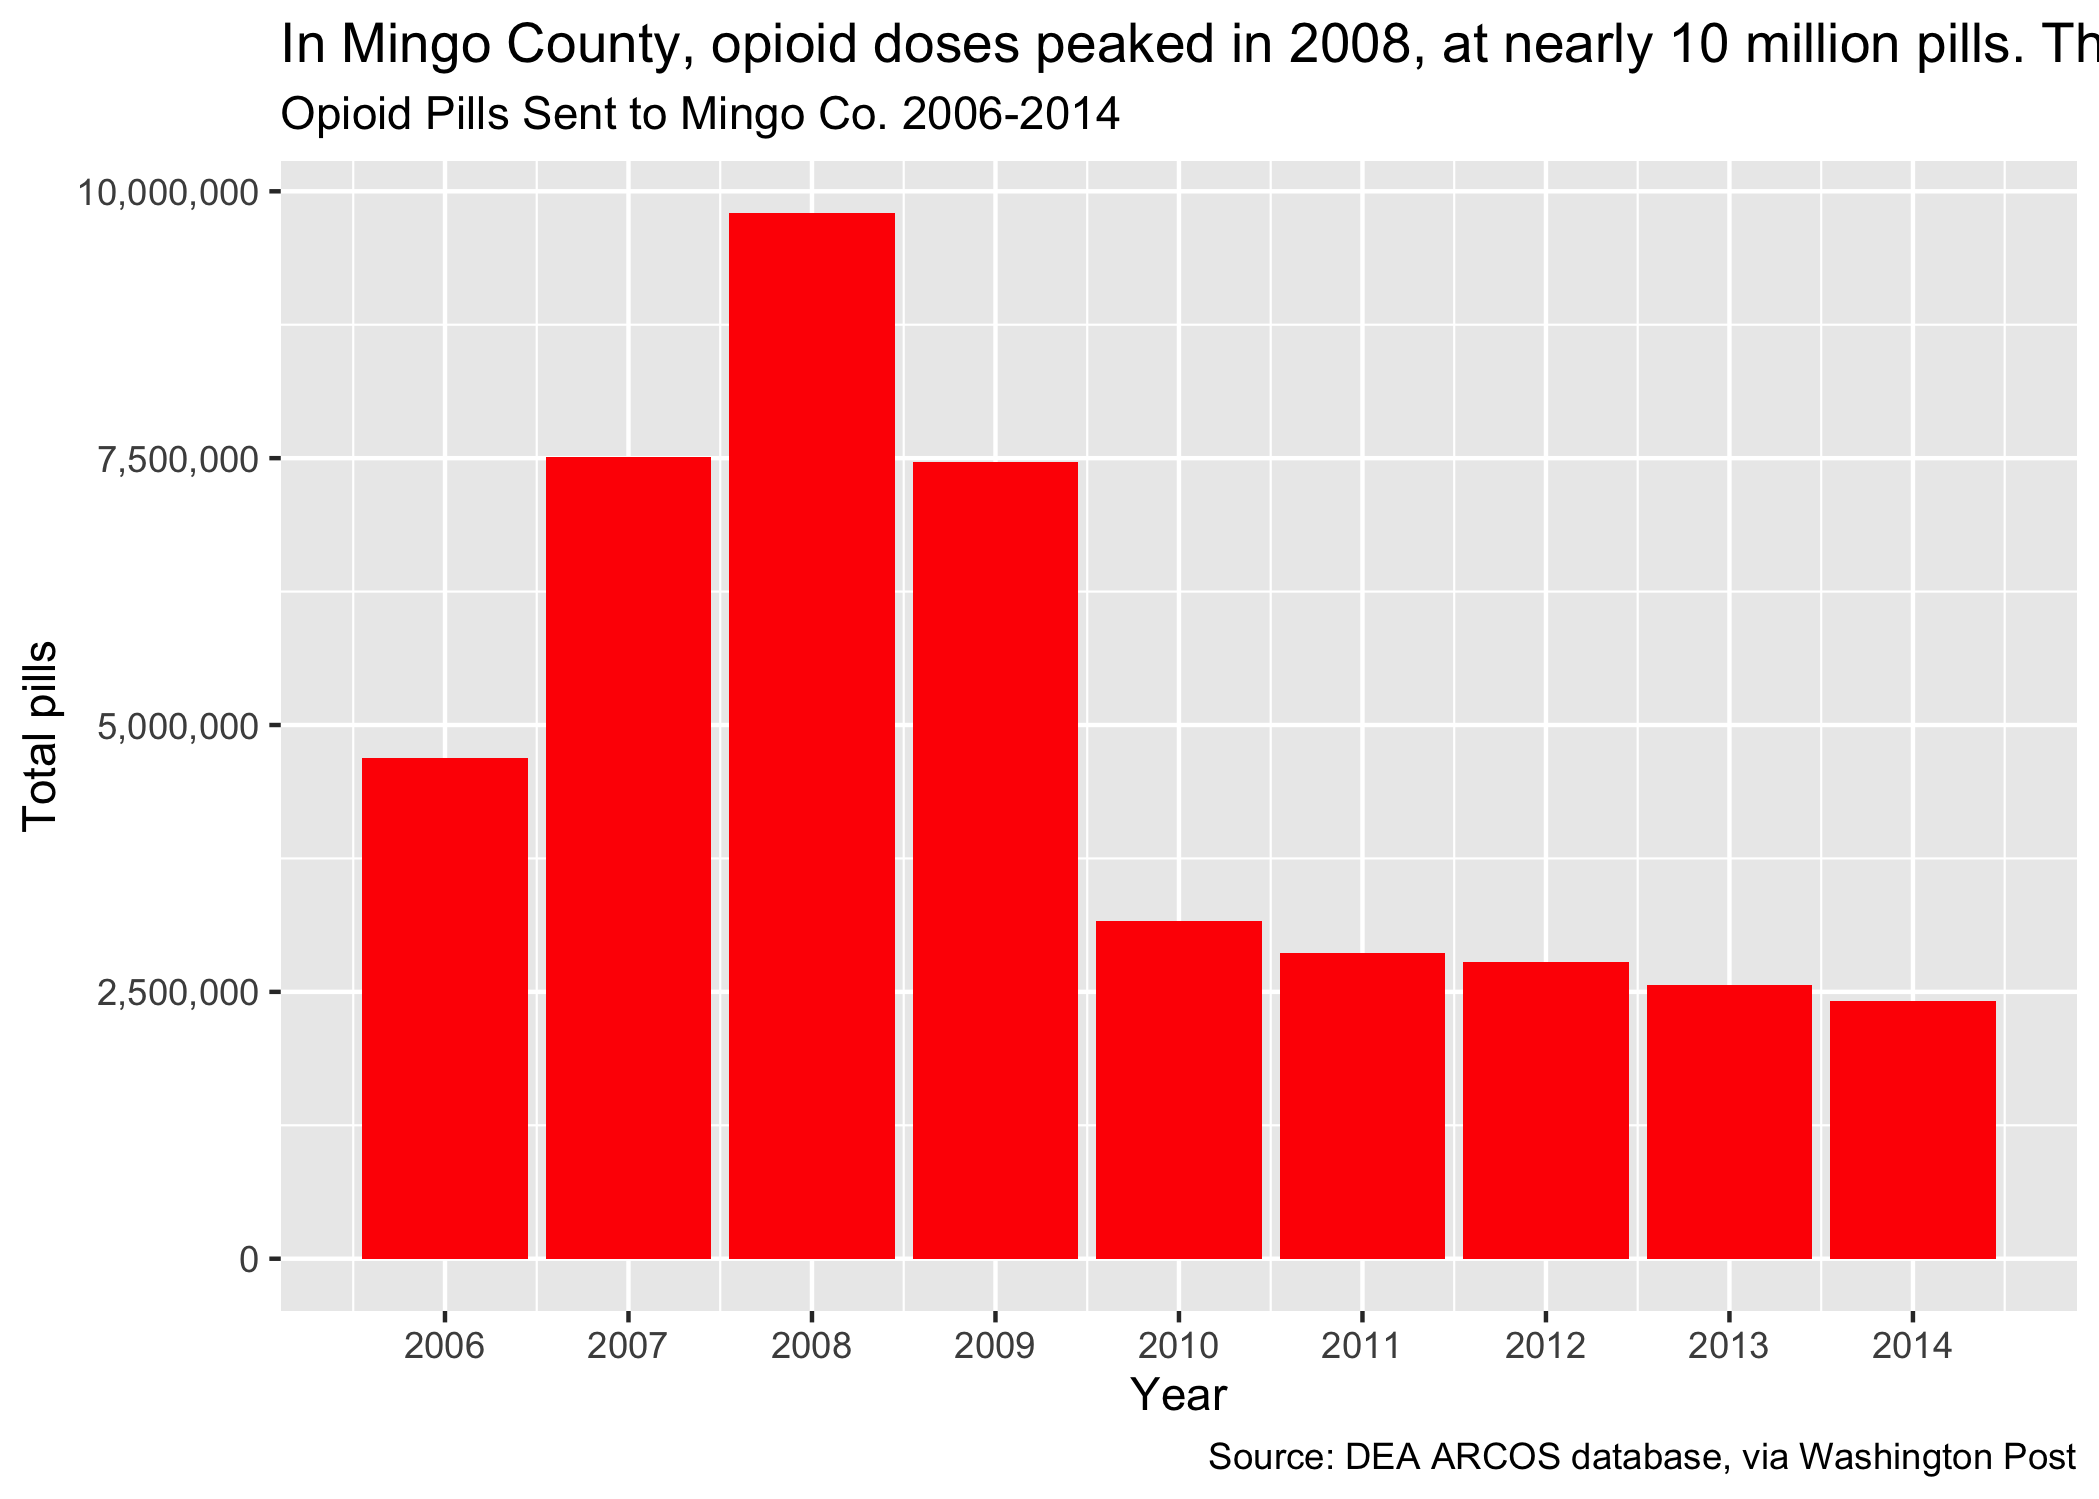 In Mingo County, opioid doses peaked in 2008, at nearly 10 million pills.
Opioid Pills Sent to Mingo Co. 2006-2014
10,000,000
7,500,000
5,000,000
2,500,000
0
Total pills
2006 2007 2008 2009 2010 2011 2012 2013 2014
Year
Source: DEA ARCOS database, via Washington Post